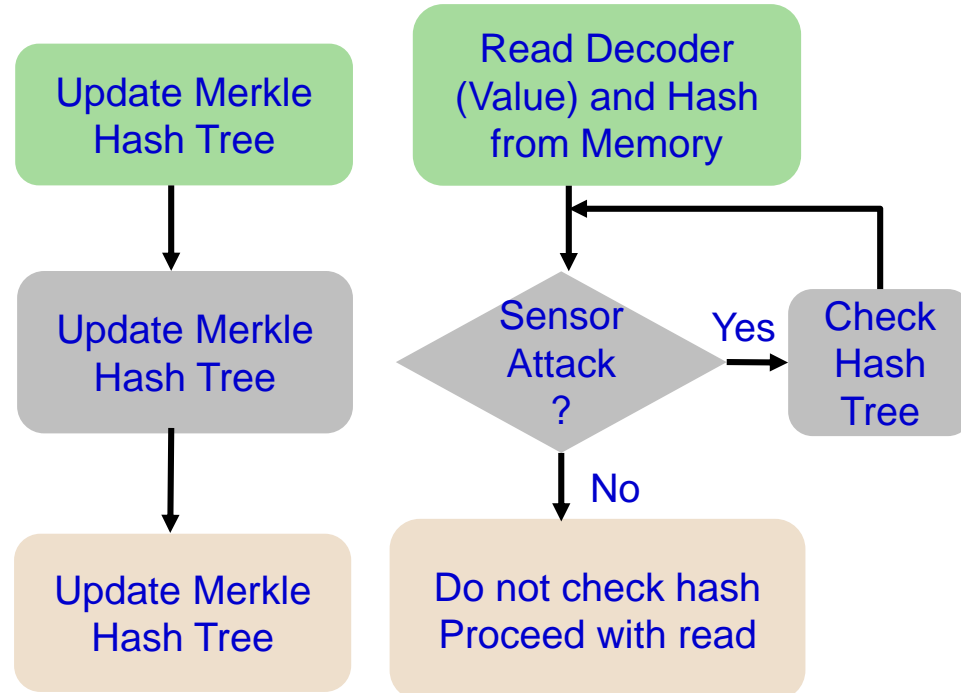 Update Merkle
Hash Tree
Update Merkle
Hash Tree
Update Merkle
Hash Tree
Read Decoder
(Value) and Hash
from Memory
Sensor
Attack
?
Yes
Check
Hash
Tree
No
Do not check hash
Proceed with read